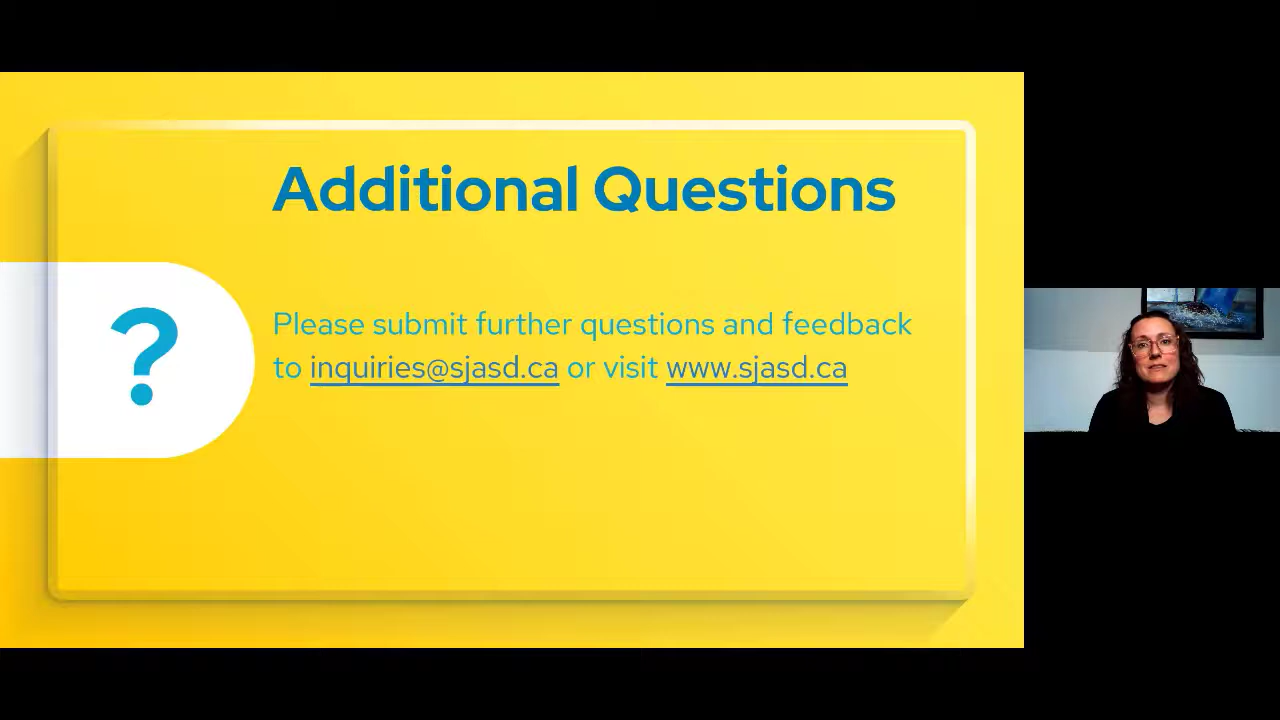 Additional Questions
?
Please submit further questions and feedback
to inquiries@sjasd.ca or visit www.sjasd.ca